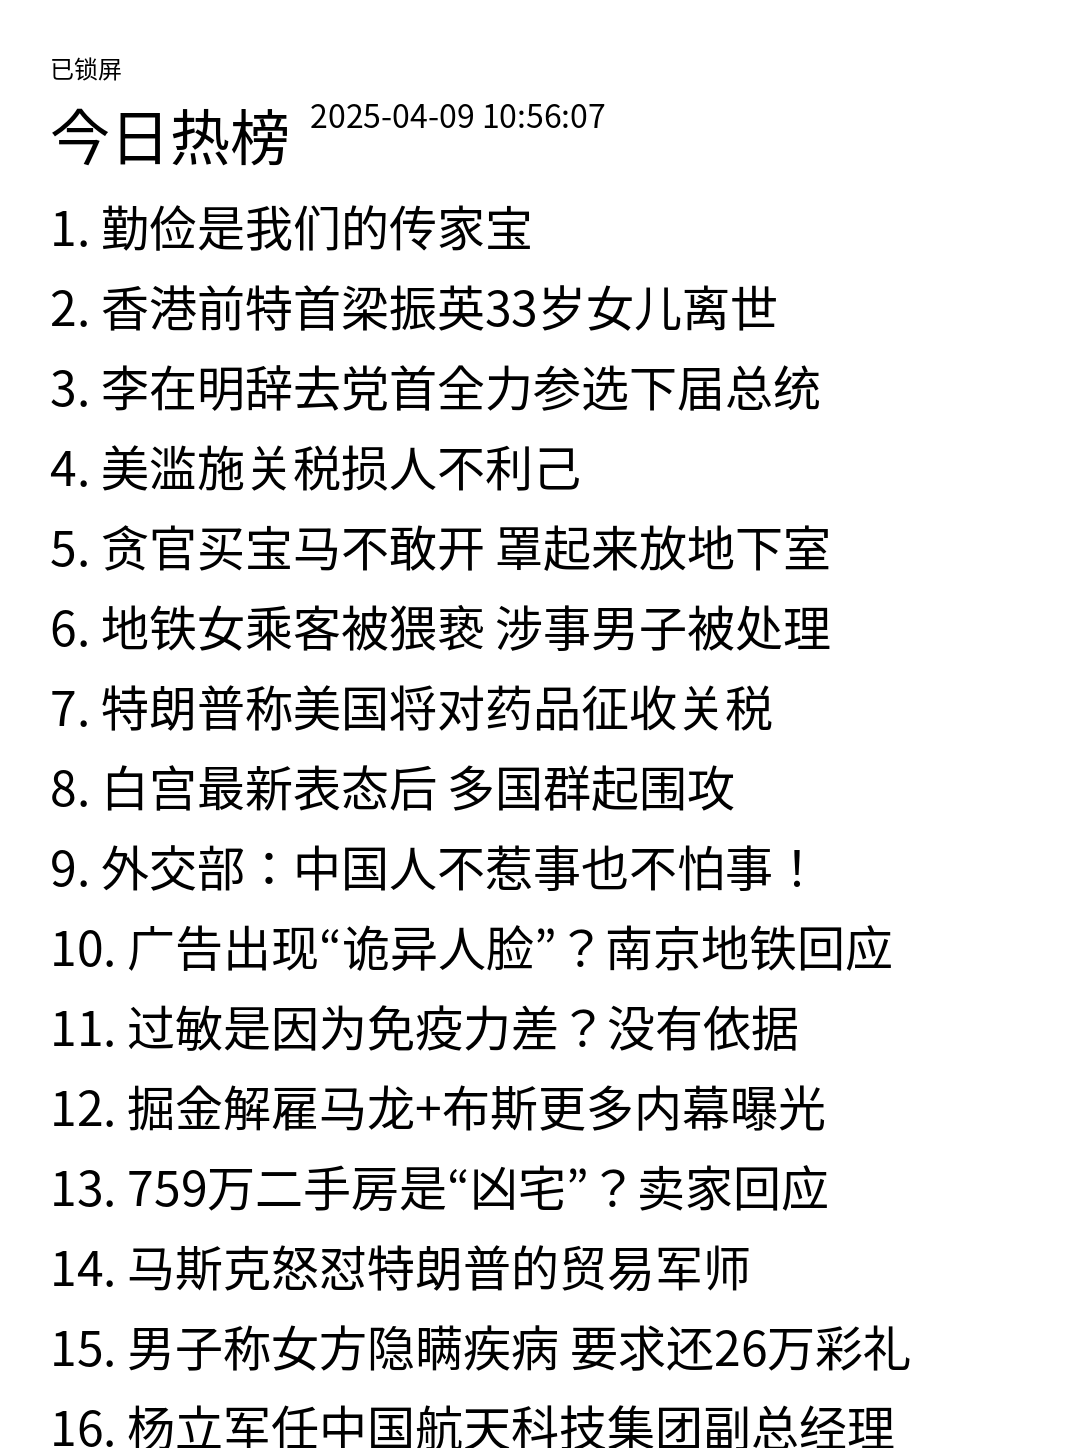 已锁屏
今日热榜 2025-04-09 10:56:07
1. 勤俭是我们的传家宝
2. 香港前特首梁振英33岁女儿离世
3. 李在明辞去党首全力参选下届总统
4. 美滥施关税损人不利己
5. 贪官买宝马不敢开 罩起来放地下室
6. 地铁女乘客被猥亵 涉事男子被处理
7. 特朗普称美国将对药品征收关税
8. 白宫最新表态后 多国群起围攻
9. 外交部：中国人不惹事也不怕事！
10. 广告出现“诡异人脸”？南京地铁回应
11. 过敏是因为免疫力差？没有依据
12. 掘金解雇马龙+布斯更多内幕曝光
13. 759万二手房是“凶宅”？卖家回应
14. 马斯克怒怼特朗普的贸易军师
15. 男子称女方隐瞒疾病 要求还26万彩礼
16. 杨立军任中国航天科技集团副总经理